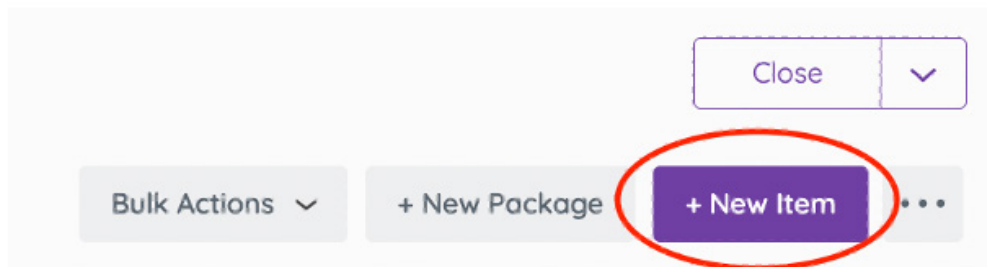 Close
Bulk Actions + New Package + New Item •••